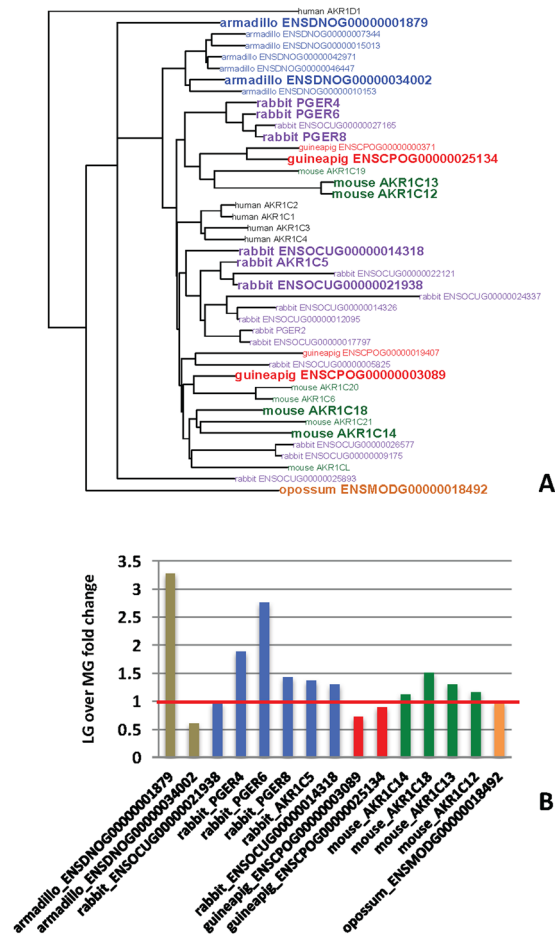 human AKR1D1
armadillo ENSDNOG00000001879
armadillo ENSDNOG00000007344
armadillo ENSDNOG00000015013
armadillo ENSDNOG00000042971
armadillo ENSDNOG00000046447
armadillo ENSDNOG00000034002
armadillo ENSDNOG00000010153
rabbit PGER4
rabbit PGER6
rabbit ENSOCUG00000027165
rabbit PGER8
guineapig ENSCPOG00000000371
guineapig ENSCPOG00000025134
mouse AKR1C19
mouse AKR1C13
mouse AKR1C12
human AKR1C2
human AKR1C1
human AKR1C3
human AKR1C4
rabbit ENSOCUG00000014318
rabbit AKR1C5
rabbit ENSOCUG00000022121
rabbit ENSOCUG00000021938
rabbit ENSOCUG00000024337
rabbit ENSOCUG00000014326
rabbit ENSOCUG00000012095
rabbit PGER2
rabbit ENSOCUG00000017797
guineapig ENSCPOG00000019407
rabbit ENSOCUG00000005825
guineapig ENSCPOG00000003089
mouse AKR1C20
mouse AKR1C6
mouse AKR1C18
mouse AKR1C21
mouse AKR1C14
rabbit ENSOCUG00000026577
rabbit ENSOCUG00000009175
mouse AKR1CL
rabbit ENSOCUG00000025893
opossum ENSMODG00000018492
A
B
LG over MG fold change
3.5
3
2.5
2
1.5
1
0.5
0
armadillo_ENSDNOG00000001879
armadillo_ENSDNOG00000034002
rabbit_ENSOCUG00000021938
rabbit_PGER4
rabbit_PGER6
rabbit_PGER8
rabbit_AKR1C5
rabbit_ENSOCUG00000014318
guineapig_ENSCPOG00000003089
guineapig_ENSCPOG00000025134
mouse_AKR1C14
mouse_AKR1C18
mouse_AKR1C13
mouse_AKR1C12
opossum_ENSMODG00000018492